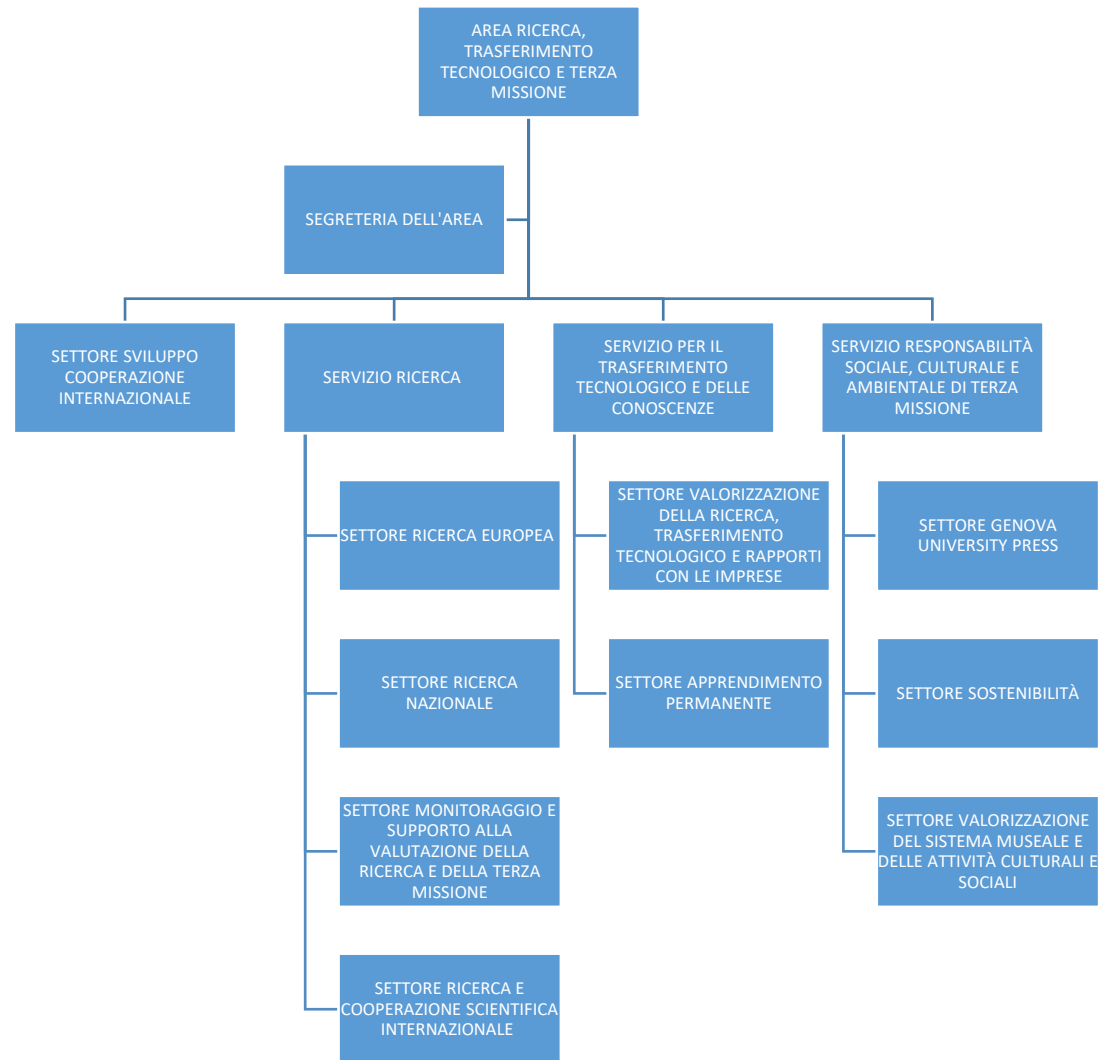 AREA RICERCA,
TRASFERIMENTO
TECNOLOGICO E TERZA
MISSIONE
SEGRETERIA DELL'AREA
SETTORE SVILUPPO
COOPERAZIONE
INTERNAZIONALE
SERVIZIO RICERCA
SERVIZIO PER IL
TRASFERIMENTO
TECNOLOGICO E DELLE
CONOSCENZE
SERVIZIO RESPONSABILITÀ
SOCIALE, CULTURALE E
AMBIENTALE DI TERZA
MISSIONE
SETTORE RICERCA EUROPEA
SETTORE RICERCA
NAZIONALE
SETTORE MONITORAGGIO E
SUPPORTO ALLA
VALUTAZIONE DELLA
RICERCA E DELLA TERZA
MISSIONE
SETTORE RICERCA E
COOPERAZIONE SCIENTIFICA
INTERNAZIONALE
SETTORE VALORIZZAZIONE
DELLA RICERCA,
TRASFERIMENTO
TECNOLOGICO E RAPPORTI
CON LE IMPRESE
SETTORE APPRENDIMENTO
PERMANENTE
SETTORE GENOVA
UNIVERSITY PRESS
SETTORE SOSTENIBILITÀ
SETTORE VALORIZZAZIONE
DEL SISTEMA MUSEALE E
DELLE ATTIVITÀ CULTURALI E
SOCIALI